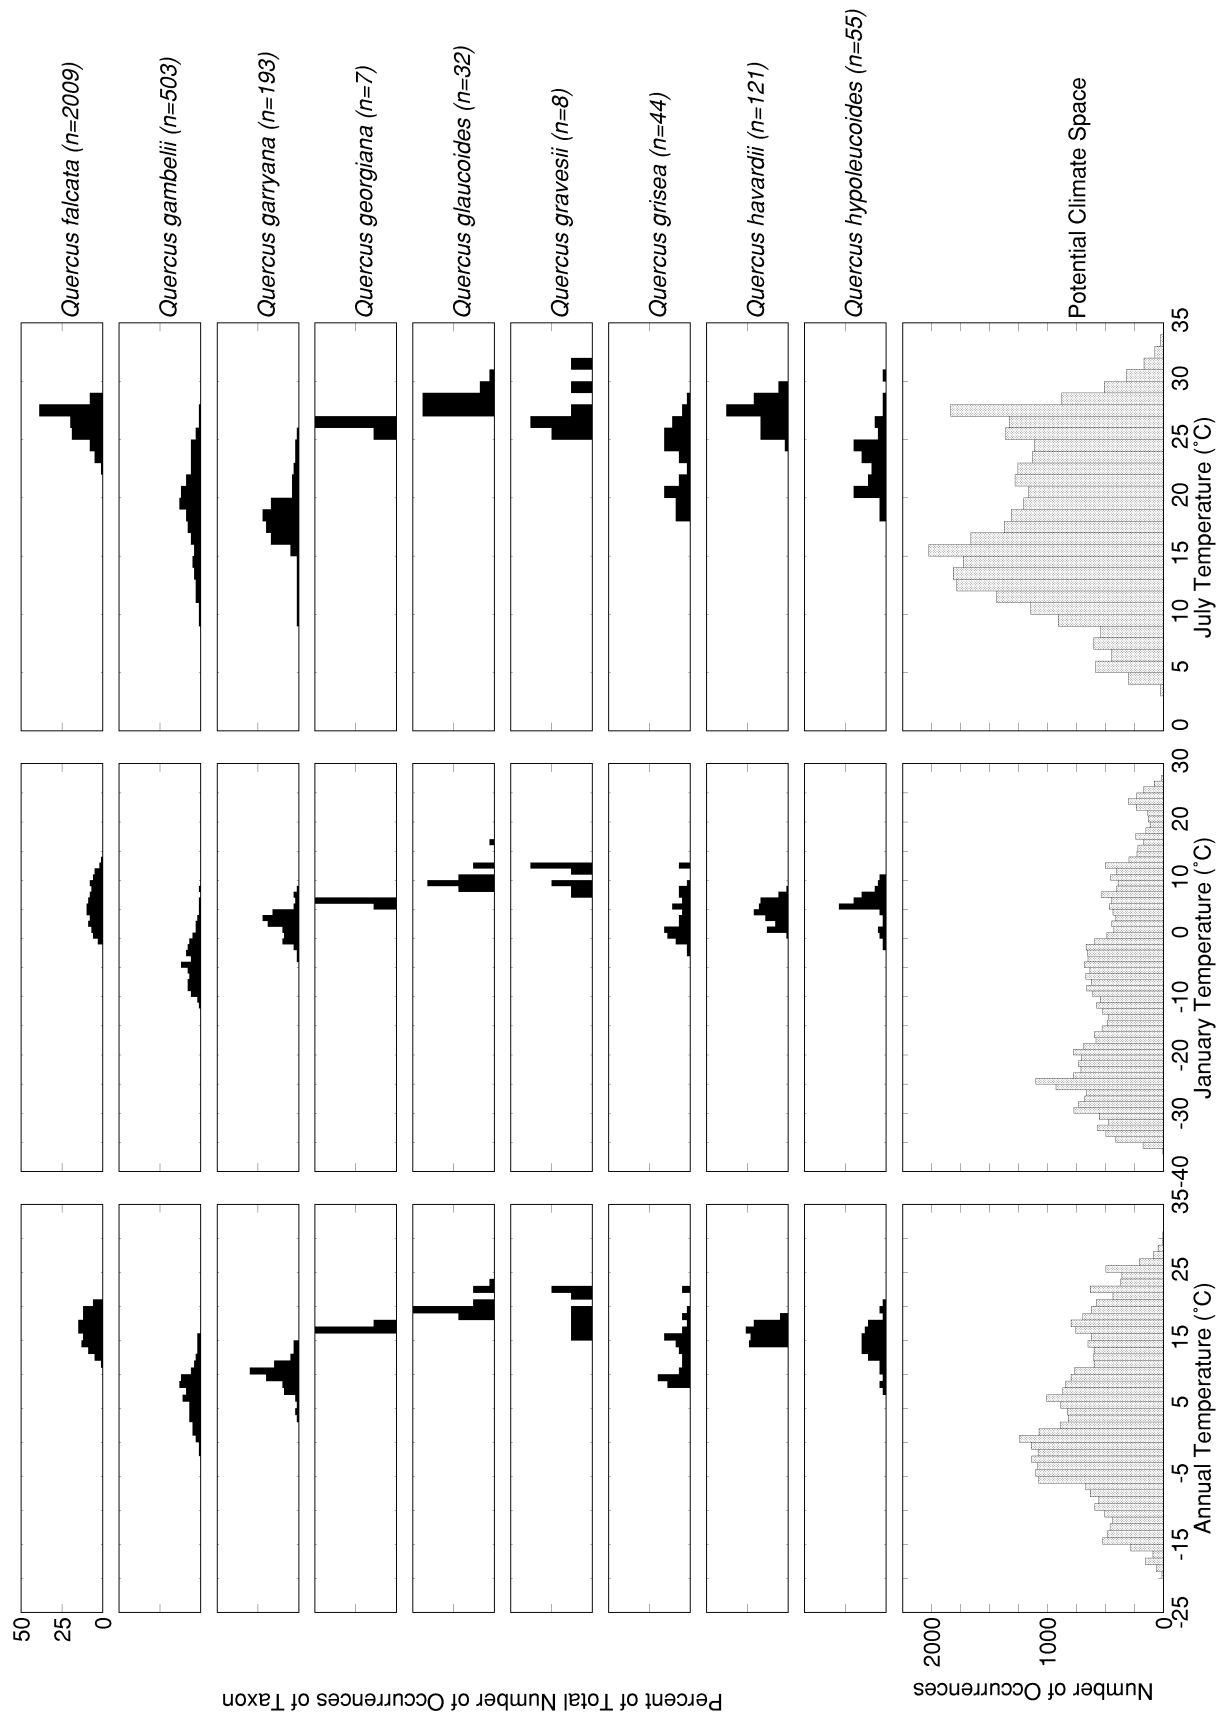 Percent of Total Number of Occurrences of Taxon
50
25
0
Quercus falcata (n=2009)
Quercus gambelii (n=503)
Quercus garryana (n=193)
Quercus georgiana (n=7)
Quercus glaucoides (n=32)
Quercus gravesii (n=8)
Quercus grisea (n=44)
Quercus havardii (n=121)
Quercus hypoleucoides (n=55)
Potential Climate Space
Number of Occurrences
2000
1000
0
-25 -15 -5 5 15 25 35
Annual Temperature (˚C)
-40 -30 -20 -10 0 10 20 30
January Temperature (˚C)
0 5 10 15 20 25 30 35
July Temperature (˚C)